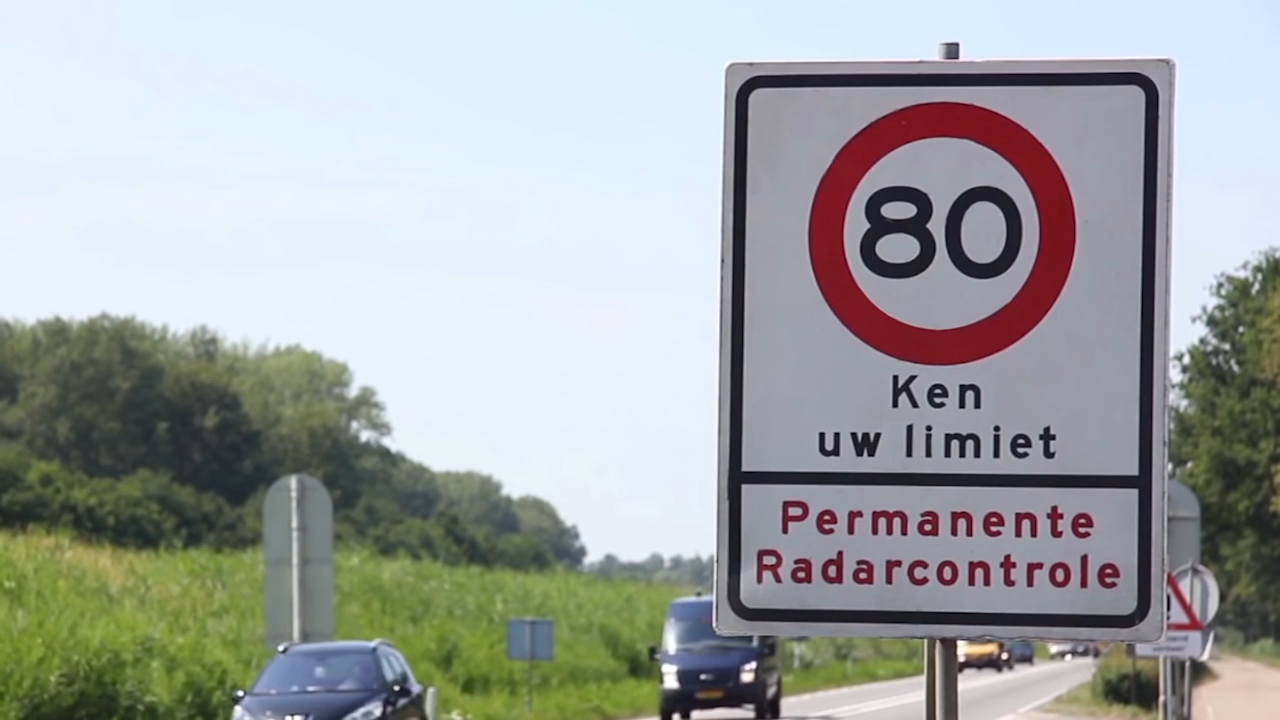 80
Ken
uw limiet
Permanente
Radarcontrole